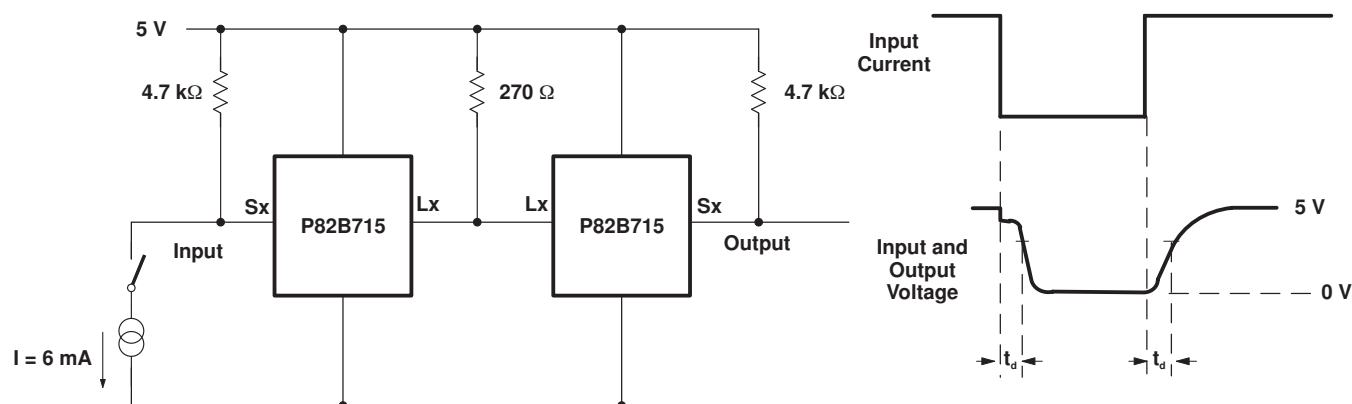 5 V
4.7 kΩ
270 Ω
4.7 kΩ
Sx
P82B715
Lx
Lx
P82B715
Sx
Input
Output
I = 6 mA
Input
Current
Input and
Output
Voltage
5 V
0 V
td
td